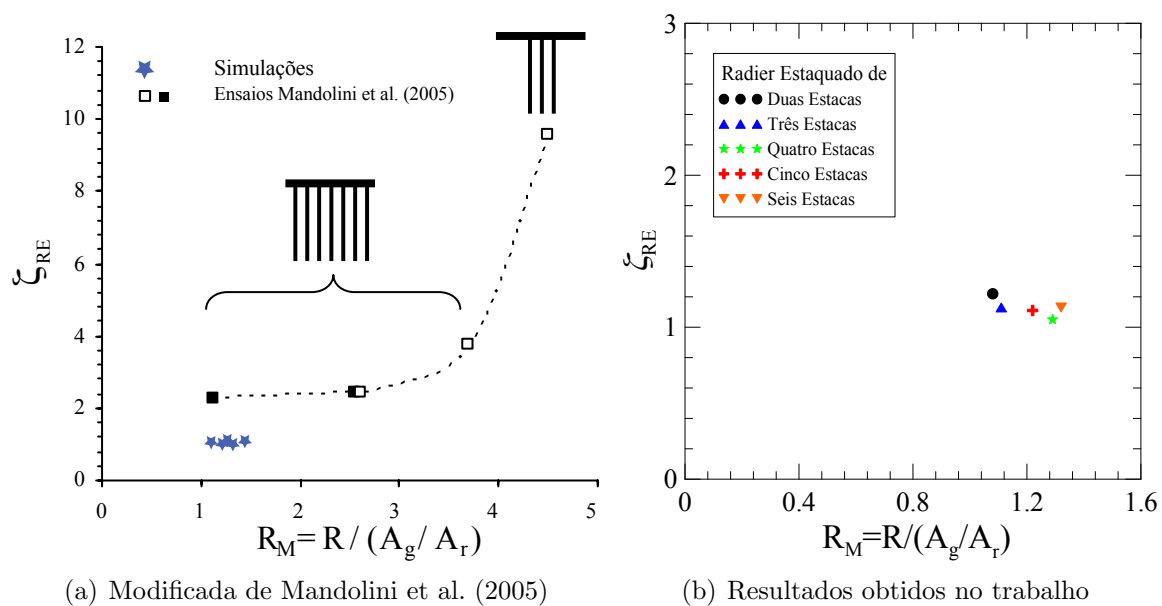 12
10
8
6
4
2
0
0
1
2
3
4
5
ζRE
Simulações
Ensaios Mandolini et al. (2005)
R_M= R / (A_g/ A_r)
(a) Modificada de Mandolini et al. (2005)
3
2
1
0
0
0.4
0.8
1.2
1.6
ζRE
Radier Estaquado de
Duas Estacas
Três Estacas
Quatro Estacas
Cinco Estacas
Seis Estacas
R_M=R/(A_g/A_r)
(b) Resultados obtidos no trabalho